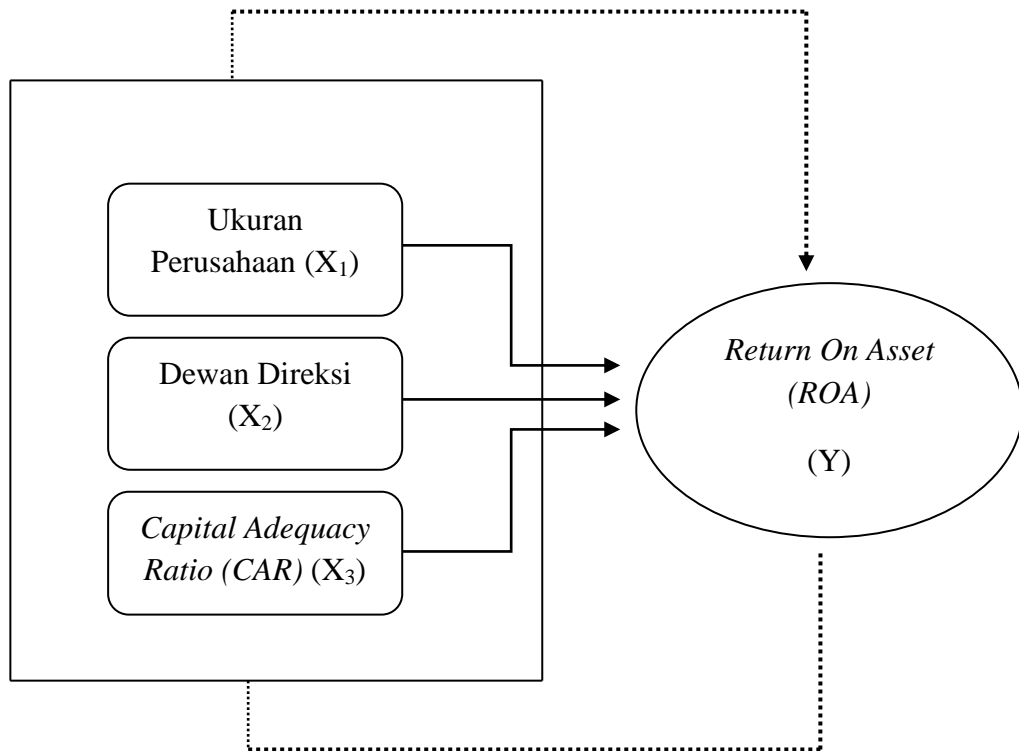 Ukuran
Perusahaan (X₁)
Dewan Direksi
(X₂)
Capital Adequacy
Ratio (CAR) (X₃)
Return On Asset
(ROA)
(Y)